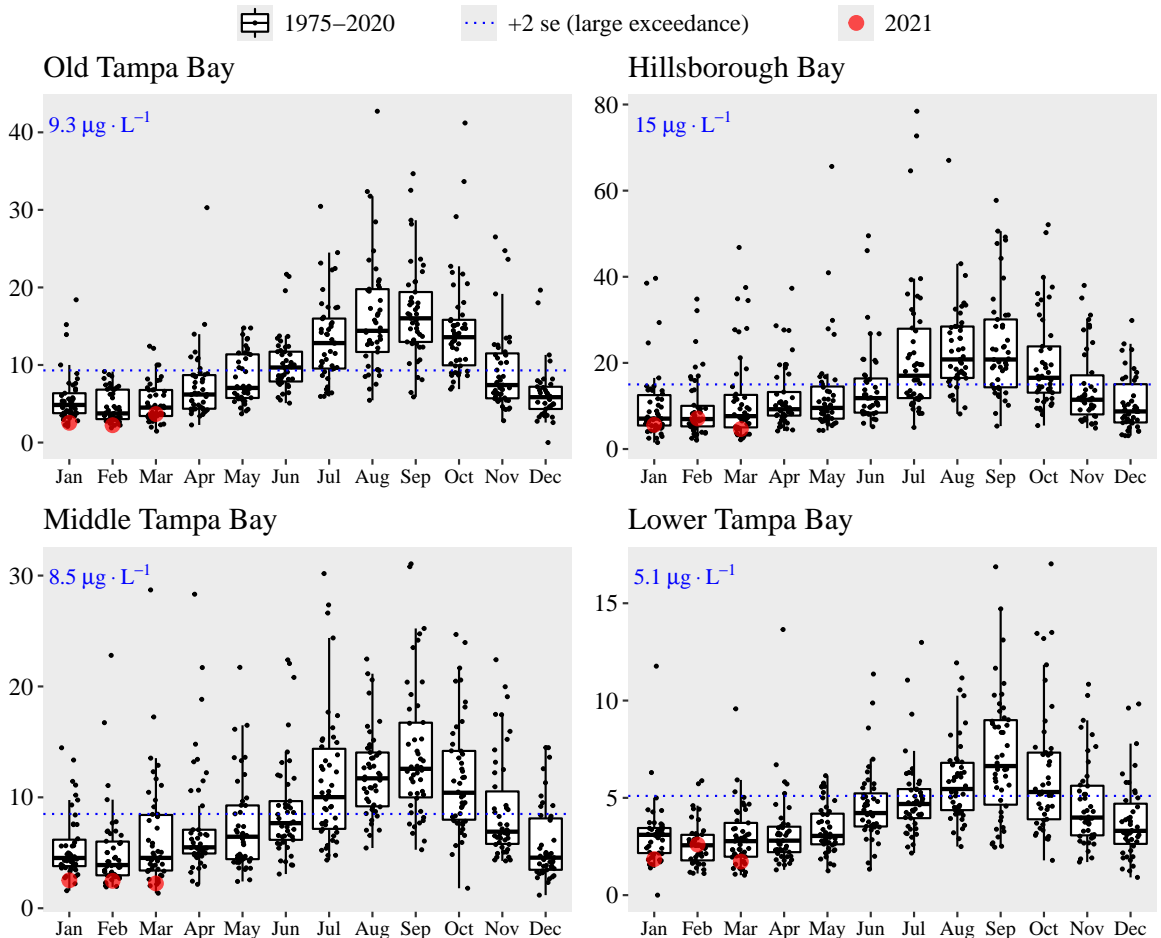 1975–2020 +2 se (large exceedance) 2021
Old Tampa Bay
9.3 μg · L⁻¹
40
30
20
10
0
Jan Feb Mar Apr May Jun Jul Aug Sep Oct Nov Dec
Hillsborough Bay
15 μg · L⁻¹
80
60
40
20
0
Jan Feb Mar Apr May Jun Jul Aug Sep Oct Nov Dec
Middle Tampa Bay
8.5 μg · L⁻¹
30
20
10
0
Jan Feb Mar Apr May Jun Jul Aug Sep Oct Nov Dec
Lower Tampa Bay
5.1 μg · L⁻¹
15
10
5
0
Jan Feb Mar Apr May Jun Jul Aug Sep Oct Nov Dec